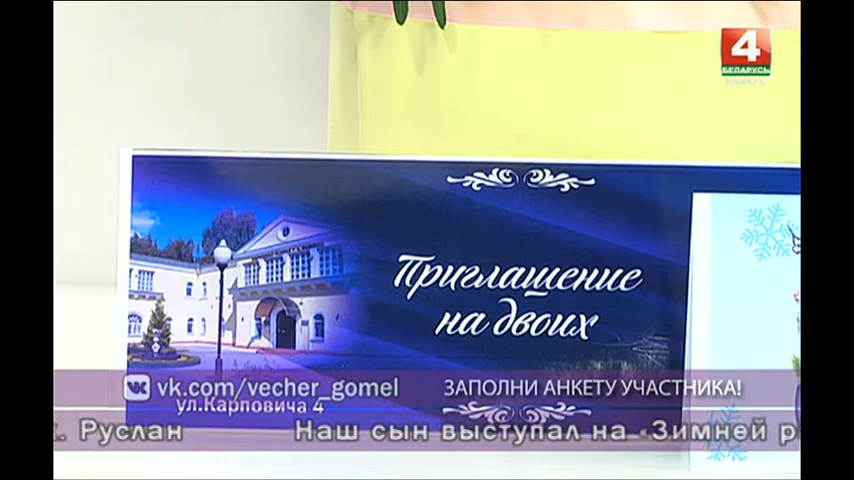 4
БЕЛАРУСЬ
Приглашение
на двоих
vk.com/vecher_gomel
ЗАПОЛНИ АНКЕТУ УЧАСТНИКА!
ул.Карповича 4
Руслан Наш сын выступал на «Зимней